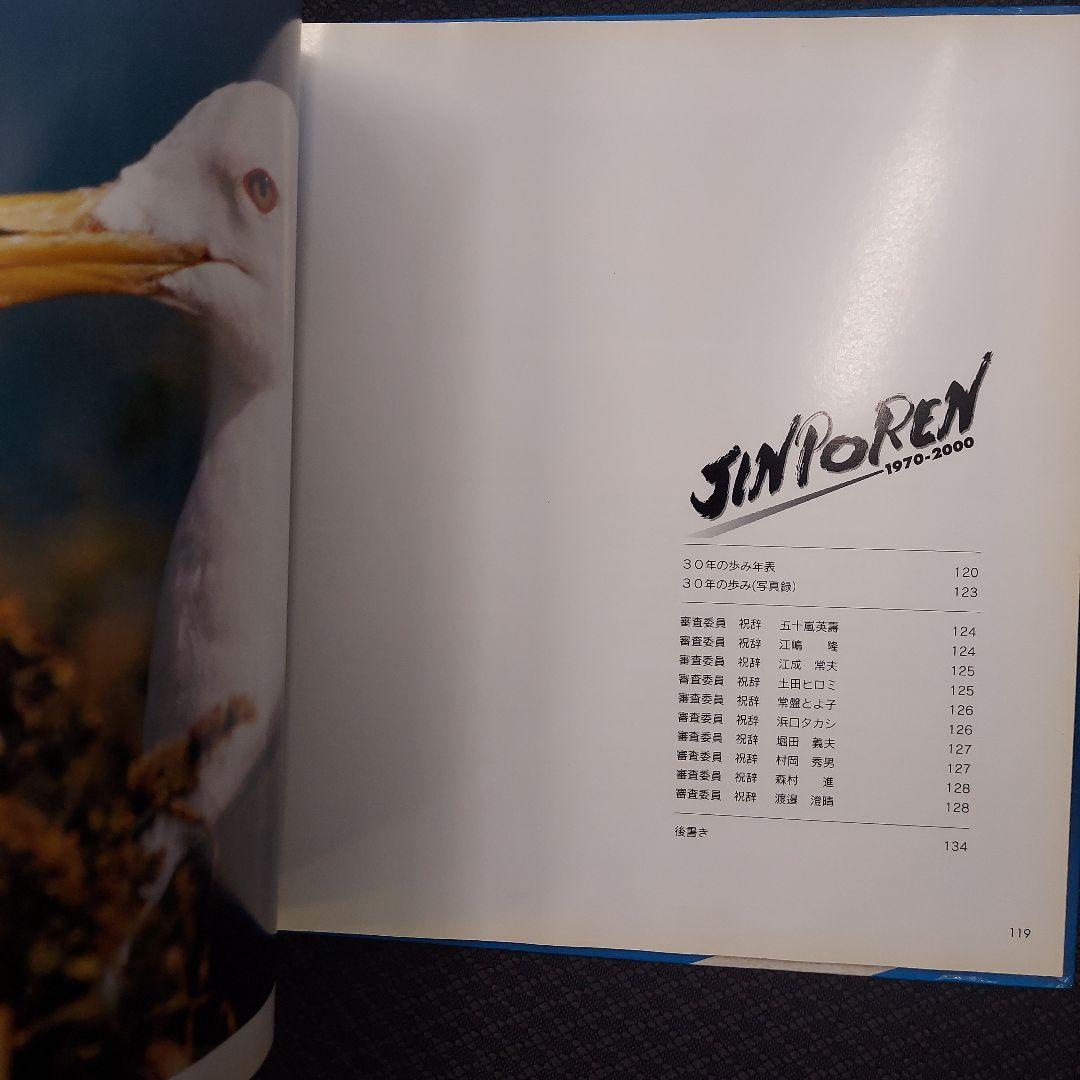 JINPOREN
1970-2000
30年の歩み年表 120
30年の歩み(写真録) 123
審査委員 祝辞 五十嵐英壽 124
審査委員 祝辞 江嶋 隆 124
審査委員 祝辞 江成 常夫 125
審査委員 祝辞 土田ヒロミ 125
審査委員 祝辞 常盤とよ子 126
審査委員 祝辞 浜口タカシ 126
審査委員 祝辞 堀田 義夫 127
審査委員 祝辞 村岡 秀男 127
審査委員 祝辞 森村 進 128
審査委員 祝辞 渡邉 澄晴 128
後書き 134
119